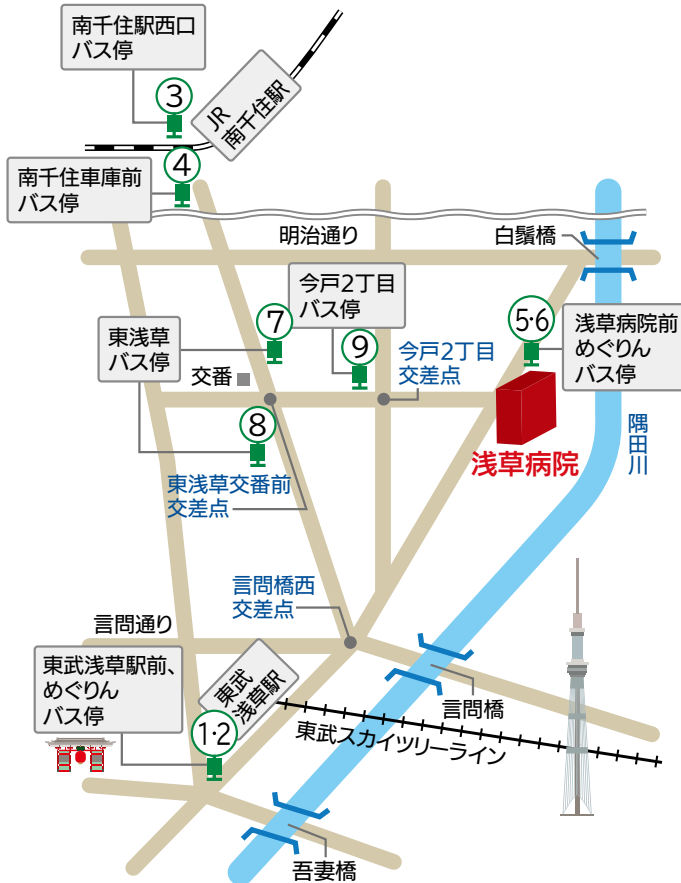 南千住駅西口
バス停
③
JR
南千住駅
④
南千住車庫前
バス停
明治通り
白鬚橋
今戸2丁目
バス停
⑦
⑨
5·6
浅草病院前
めぐりん
バス停
東浅草
バス停
今戸2丁目
交差点
交番
⑧
隅田川
浅草病院
東浅草交番前
交差点
言問橋西
交差点
言問通り
東武浅草駅前、
めぐりん
バス停
東武
浅草駅
1·2
言問橋
東武スカイツリーライン
吾妻橋